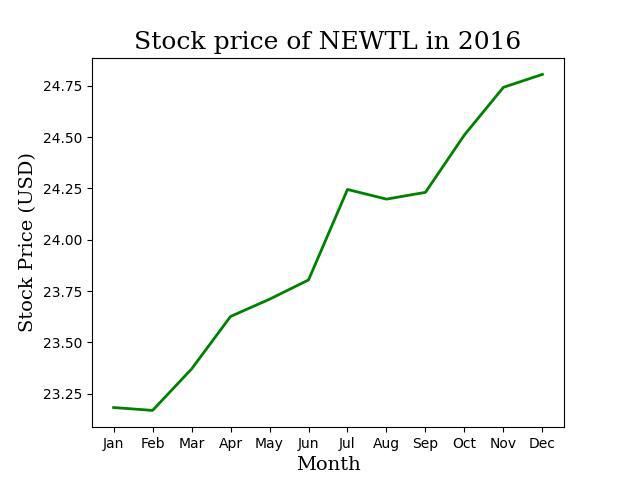 Stock price of NEWTL in 2016
Stock Price (USD)
24.75
24.50
24.25
24.00
23.75
23.50
23.25
Jan Feb Mar Apr May Jun Jul Aug Sep Oct Nov Dec
Month